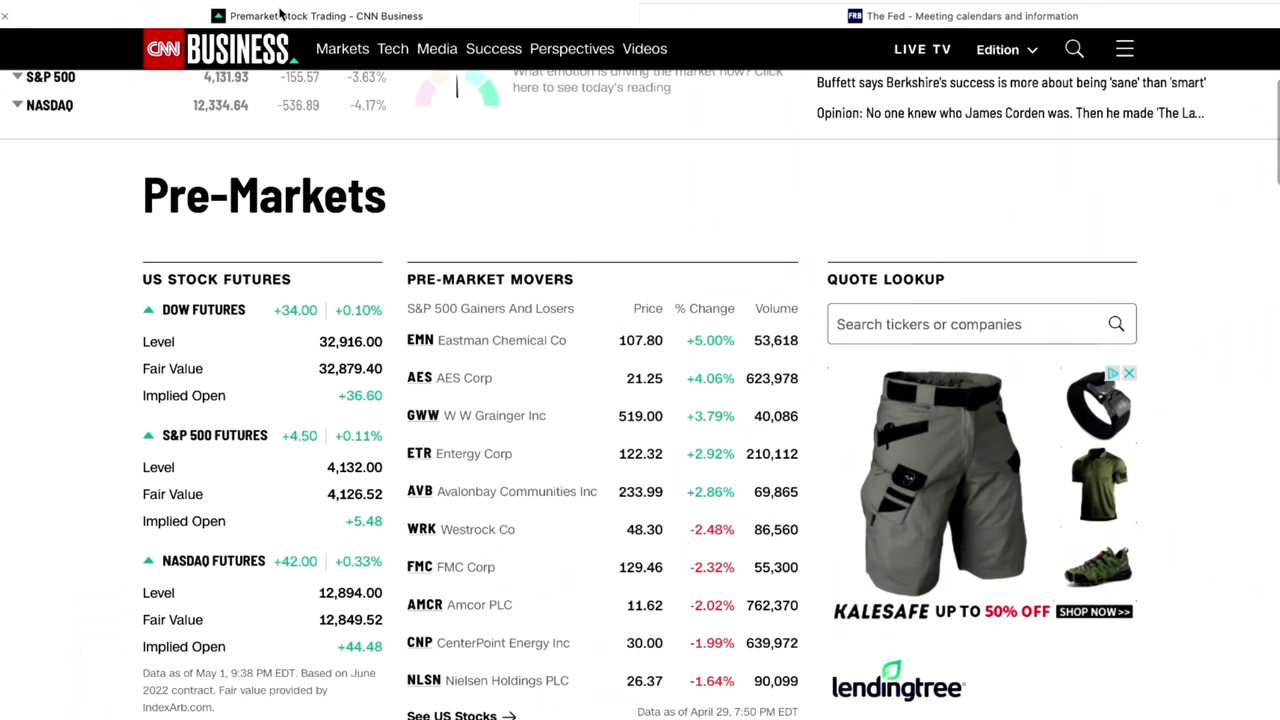 Premarket Stock Trading - CNN Business
FRB The Fed - Meeting calendars and information
CNN BUSINESS Markets Tech Media Success Perspectives Videos LIVE TV Edition
S&P 500 4,131.93 -155.57 -3.63%
What emotion is driving the market now? Click
here to see today's reading
NASDAQ 12,334.64 -536.89 -4.17%
Buffett says Berkshire's success is more about being 'sane' than 'smart'
Opinion: No one knew who James Corden was. Then he made 'The La...
Pre-Markets
US STOCK FUTURES
DOW FUTURES +34.00 +0.10%
Level 32,916.00
Fair Value 32,879.40
Implied Open +36.60
S&P 500 FUTURES +4.50 +0.11%
Level 4,132.00
Fair Value 4,126.52
Implied Open +5.48
NASDAQ FUTURES +42.00 +0.33%
Level 12,894.00
Fair Value 12,849.52
Implied Open +44.48
Data as of May 1, 9:38 PM EDT. Based on June
2022 contract. Fair value provided by
IndexArb.com.
PRE-MARKET MOVERS
S&P 500 Gainers And Losers Price % Change Volume
EMN Eastman Chemical Co 107.80 +5.00% 53,618
AES AES Corp 21.25 +4.06% 623,978
GWW W W Grainger Inc 519.00 +3.79% 40,086
ETR Entergy Corp 122.32 +2.92% 210,112
AVB Avalonbay Communities Inc 233.99 +2.86% 69,865
WRK Westrock Co 48.30 -2.48% 86,560
FMC FMC Corp 129.46 -2.32% 55,300
AMCR Amcor PLC 11.62 -2.02% 762,370
CNP CenterPoint Energy Inc 30.00 -1.99% 639,972
NLSN Nielsen Holdings PLC 26.37 -1.64% 90,099
See US Stocks
Data as of April 29, 7:50 PM EDT
QUOTE LOOKUP
Search tickers or companies
KALESAFE UP TO 50% OFF SHOP NOW>>
lendingtree